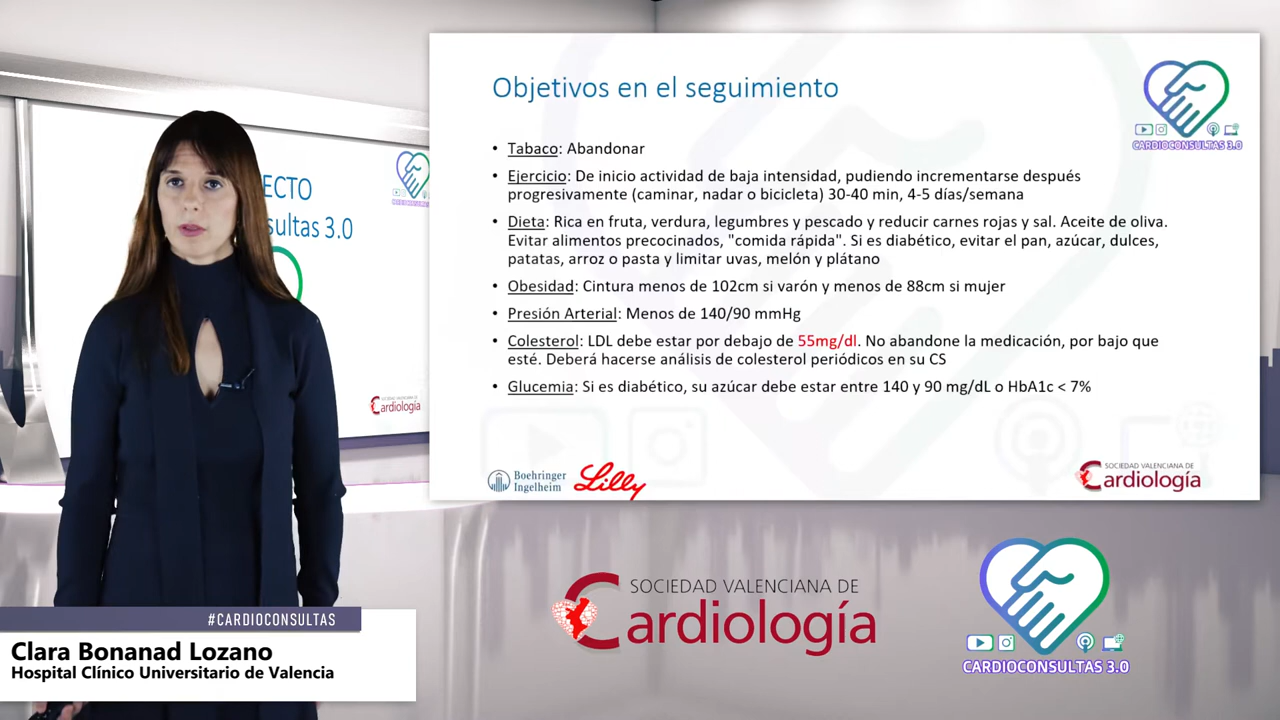 Objetivos en el seguimiento
• Tabaco: Abandonar
• Ejercicio: De inicio actividad de baja intensidad, pudiendo incrementarse después
progresivamente (caminar, nadar o bicicleta) 30-40 min, 4-5 días/semana
• Dieta: Rica en fruta, verdura, legumbres y pescado y reducir carnes rojas y sal. Aceite de oliva.
Evitar alimentos precocinados, "comida rápida". Si es diabético, evitar el pan, azúcar, dulces,
patatas, arroz o pasta y limitar uvas, melón y plátano
• Obesidad: Cintura menos de 102cm si varón y menos de 88cm si mujer
• Presión Arterial: Menos de 140/90 mmHg
• Colesterol: LDL debe estar por debajo de 55mg/dl. No abandone la medicación, por bajo que
esté. Deberá hacerse análisis de colesterol periódicos en su CS
• Glucemia: Si es diabético, su azúcar debe estar entre 140 y 90 mg/dL o HbA1c < 7%
CARDIOCONSULTAS 3.0
Boehringer
Ingelheim
Lilly
SOCIEDAD VALENCIANA DE
Cardiología
ECTO
sultas 3.0
Cardiología
SOCIEDAD VALENCIANA DE
Cardiología
CARDIOCONSULTAS 3.0
#CARDIOCONSULTAS
Clara Bonanad Lozano
Hospital Clínico Universitario de Valencia